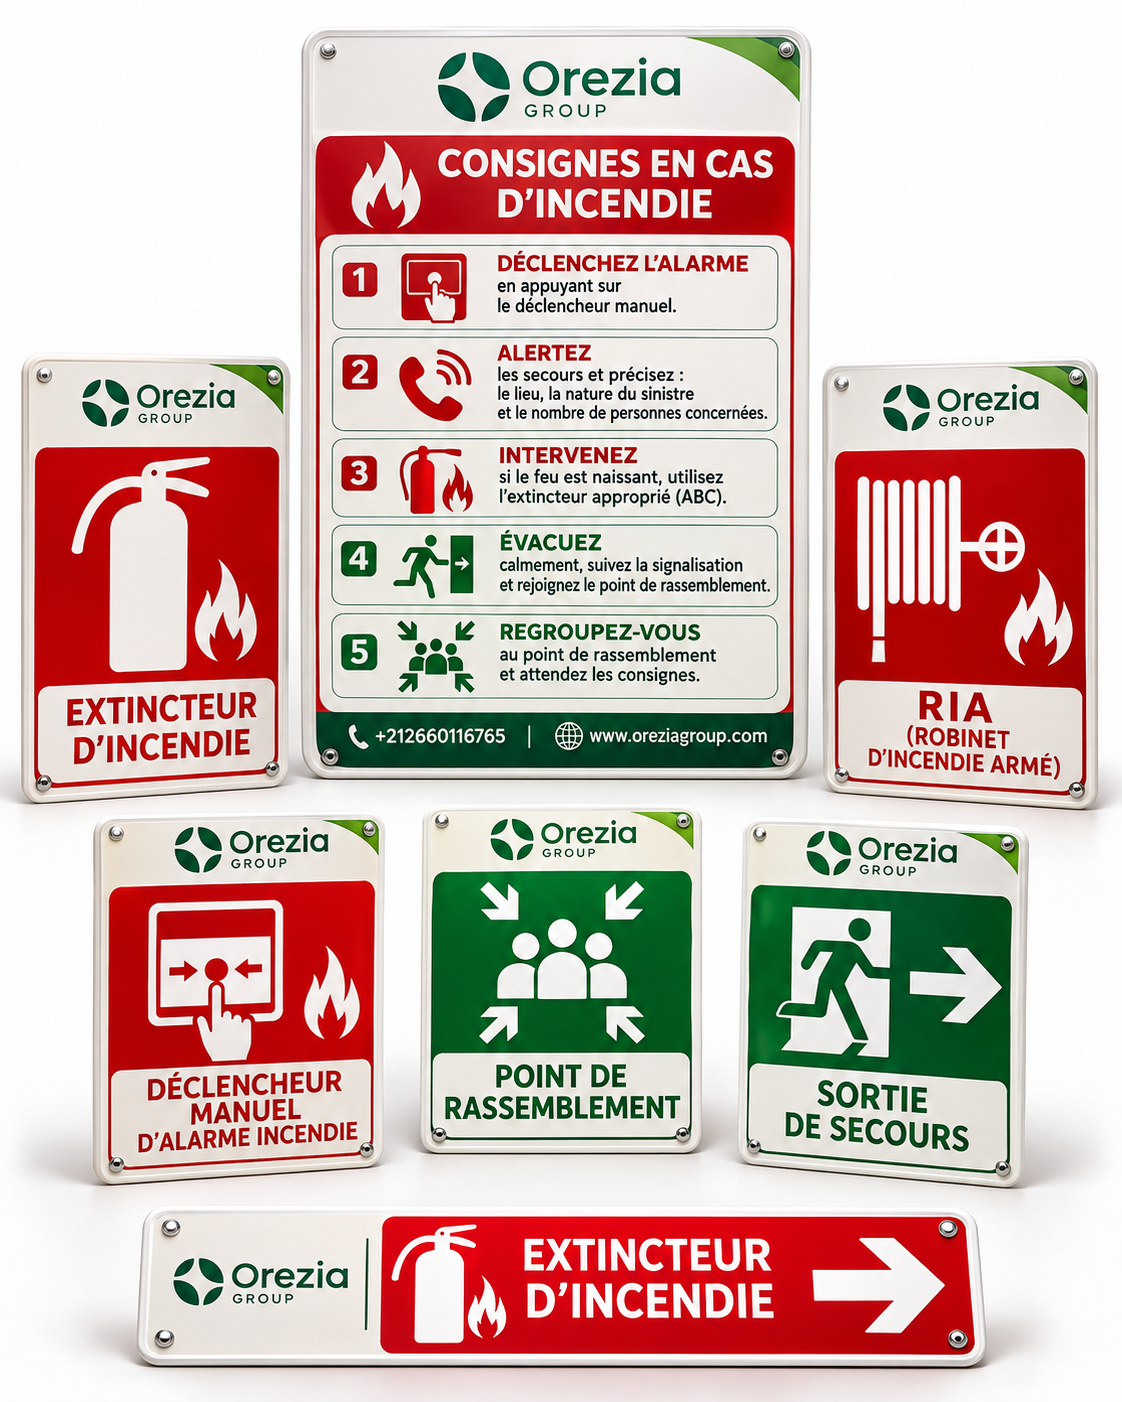 Orezia
GROUP
CONSIGNES EN CAS
D'INCENDIE
1
DÉCLENCHEZ L'ALARME
en appuyant sur
le déclencheur manuel.
2
ALERTEZ
les secours et précisez :
le lieu, la nature du sinistre
et le nombre de personnes concernées.
3
INTERVENEZ
si le feu est naissant, utilisez
l'extincteur approprié (ABC).
4
ÉVACUEZ
calmement, suivez la signalisation
et rejoignez le point de rassemblement.
5
REGROUPEZ-VOUS
au point de rassemblement
et attendez les consignes.
+212660116765 | www.oreziagroup.com
Orezia
GROUP
EXTINCTEUR
D'INCENDIE
Orezia
GROUP
RIA
(ROBINET
D'INCENDIE ARMÉ)
Orezia
GROUP
DÉCLENCHEUR
MANUEL
D'ALARME INCENDIE
Orezia
GROUP
POINT DE
RASSEMBLEMENT
Orezia
GROUP
SORTIE
DE SECOURS
Orezia
GROUP
EXTINCTEUR
D'INCENDIE